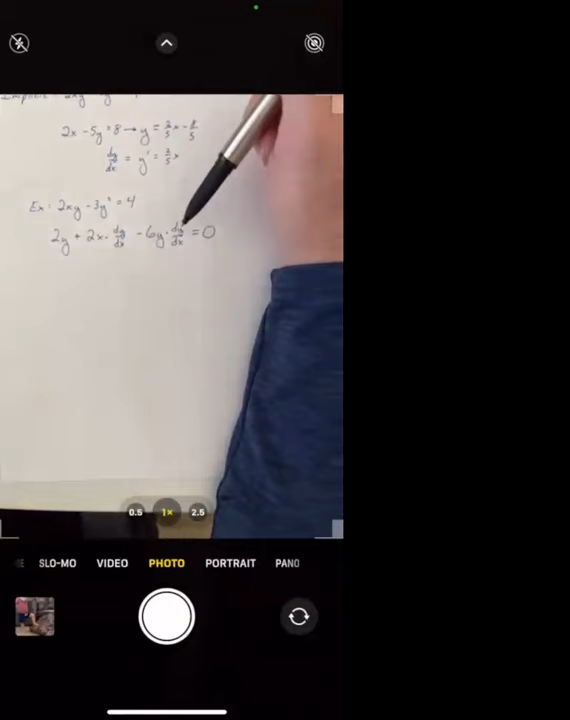 2x - 5y = 8 → y = 2/5 x - 8/5
dy/dx = y' = 2/5 x
Ex: 2xy - 3y² = 4
2y + 2x · dy/dx - 6y · dy/dx = 0
0.5 1× 2.5
SLO-MO VIDEO PHOTO PORTRAIT PANO